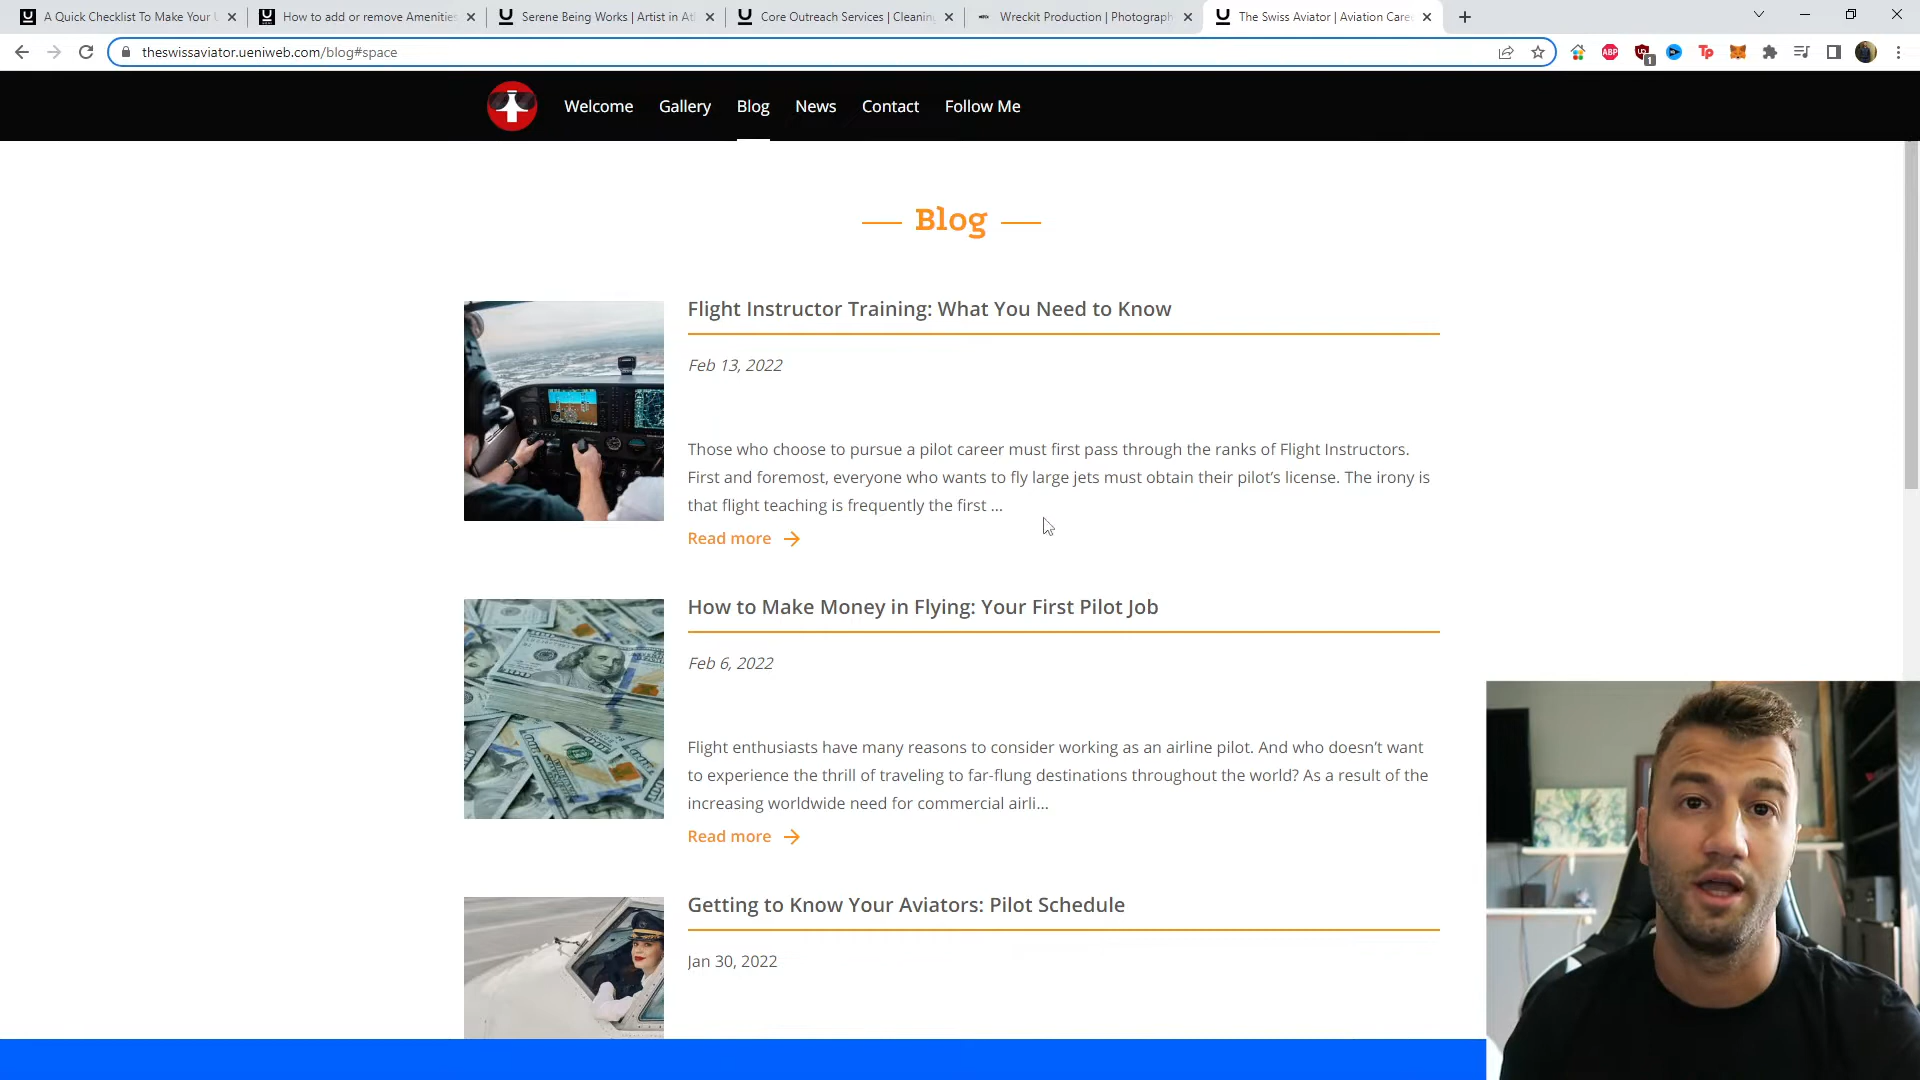 A Quick Checklist To Make Your U
How to add or remove Amenities
Serene Being Works | Artist in Atl
Core Outreach Services | Cleaning
Wreckit Production | Photograph
The Swiss Aviator | Aviation Care
theswissaviator.ueniweb.com/blog#space
ABP
1
Tp
Welcome
Gallery
Blog
News
Contact
Follow Me
Blog
Flight Instructor Training: What You Need to Know
Feb 13, 2022
Those who choose to pursue a pilot career must first pass through the ranks of Flight Instructors.
First and foremost, everyone who wants to fly large jets must obtain their pilot's license. The irony is
that flight teaching is frequently the first ...
Read more
How to Make Money in Flying: Your First Pilot Job
Feb 6, 2022
Flight enthusiasts have many reasons to consider working as an airline pilot. And who doesn't want
to experience the thrill of traveling to far-flung destinations throughout the world? As a result of the
increasing worldwide need for commercial airli...
Read more
Getting to Know Your Aviators: Pilot Schedule
Jan 30, 2022